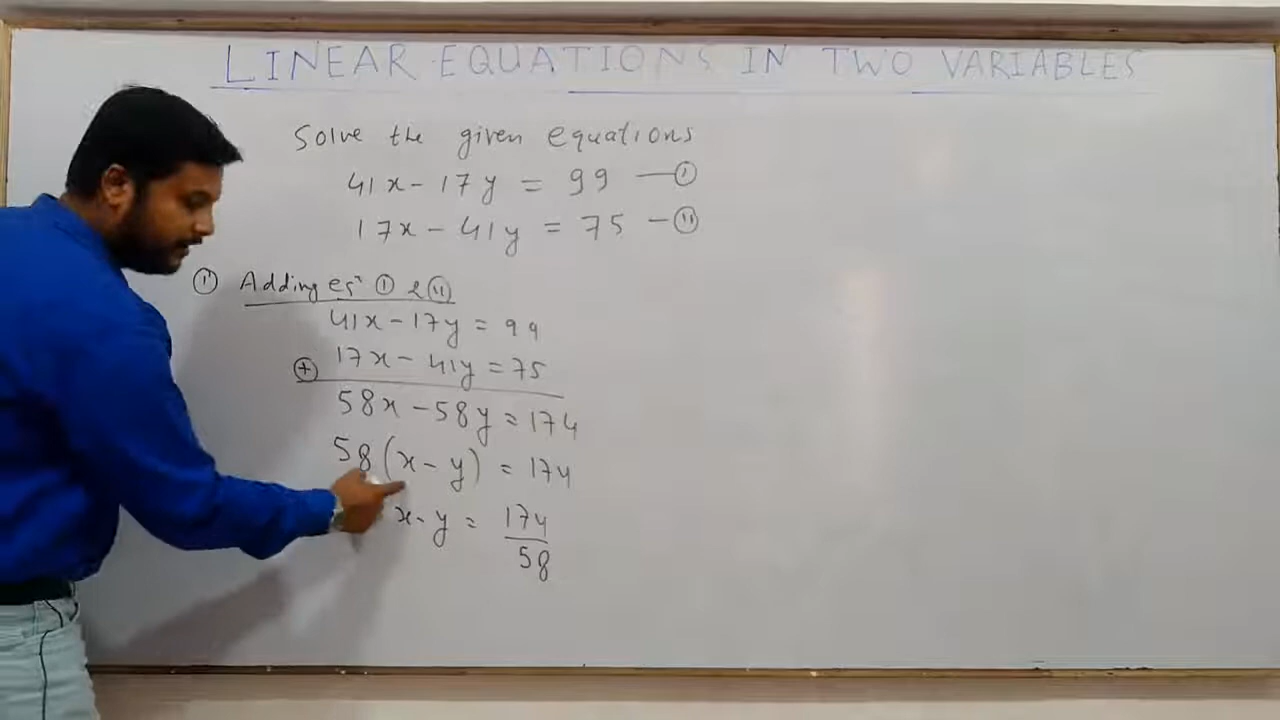 LINEAR EQUATIONS IN TWO VARIABLES
Solve the given equations
41x - 17y = 99 — (I)
17x - 41y = 75 — (II)
(I) Adding eqⁿ (I) & (II)
41x - 17y = 99
(+) 17x - 41y = 75
58x - 58y = 174
58(x - y) = 174
x - y = 174/58